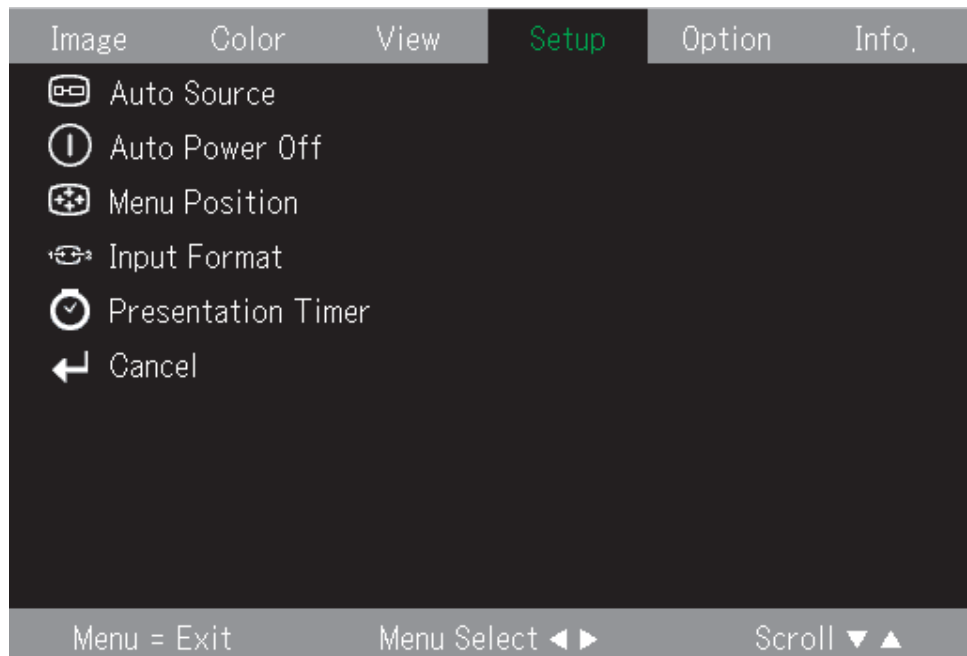 Image Color View Setup Option Info.
Auto Source
Auto Power Off
Menu Position
Input Format
Presentation Timer
Cancel
Menu = Exit Menu Select ◀ ▶ Scroll ▼ ▲